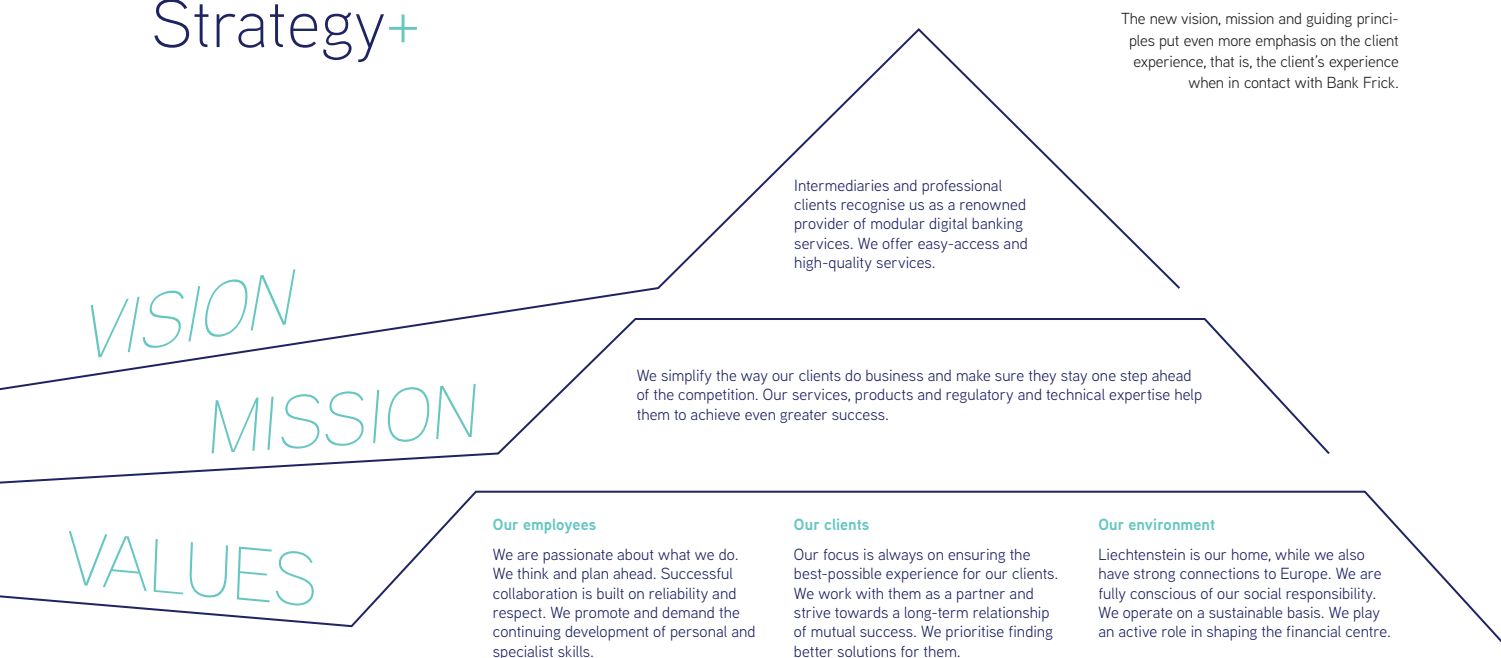 Strategy+
The new vision, mission and guiding princi-
ples put even more emphasis on the client
experience, that is, the client's experience
when in contact with Bank Frick.
VISION
Intermediaries and professional
clients recognise us as a renowned
provider of modular digital banking
services. We offer easy-access and
high-quality services.
MISSION
We simplify the way our clients do business and make sure they stay one step ahead
of the competition. Our services, products and regulatory and technical expertise help
them to achieve even greater success.
VALUES
Our employees
We are passionate about what we do.
We think and plan ahead. Successful
collaboration is built on reliability and
respect. We promote and demand the
continuing development of personal and
specialist skills.
Our clients
Our focus is always on ensuring the
best-possible experience for our clients.
We work with them as a partner and
strive towards a long-term relationship
of mutual success. We prioritise finding
better solutions for them.
Our environment
Liechtenstein is our home, while we also
have strong connections to Europe. We are
fully conscious of our social responsibility.
We operate on a sustainable basis. We play
an active role in shaping the financial centre.